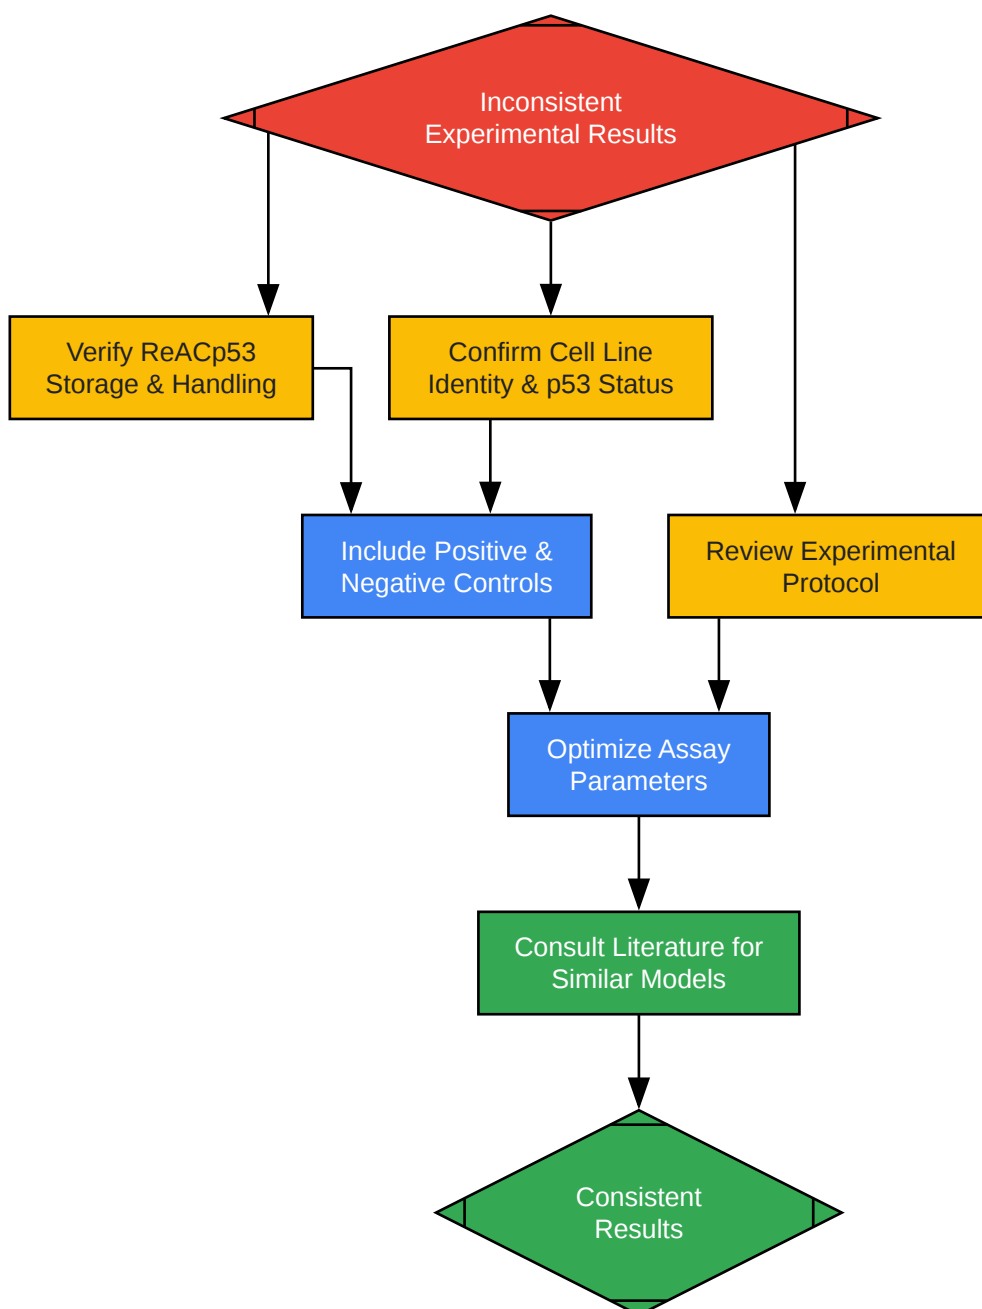 Inconsistent
Experimental Results
Verify ReACp53
Storage & Handling
Confirm Cell Line
Identity & p53 Status
Include Positive &
Negative Controls
Review Experimental
Protocol
Optimize Assay
Parameters
Consult Literature for
Similar Models
Consistent
Results